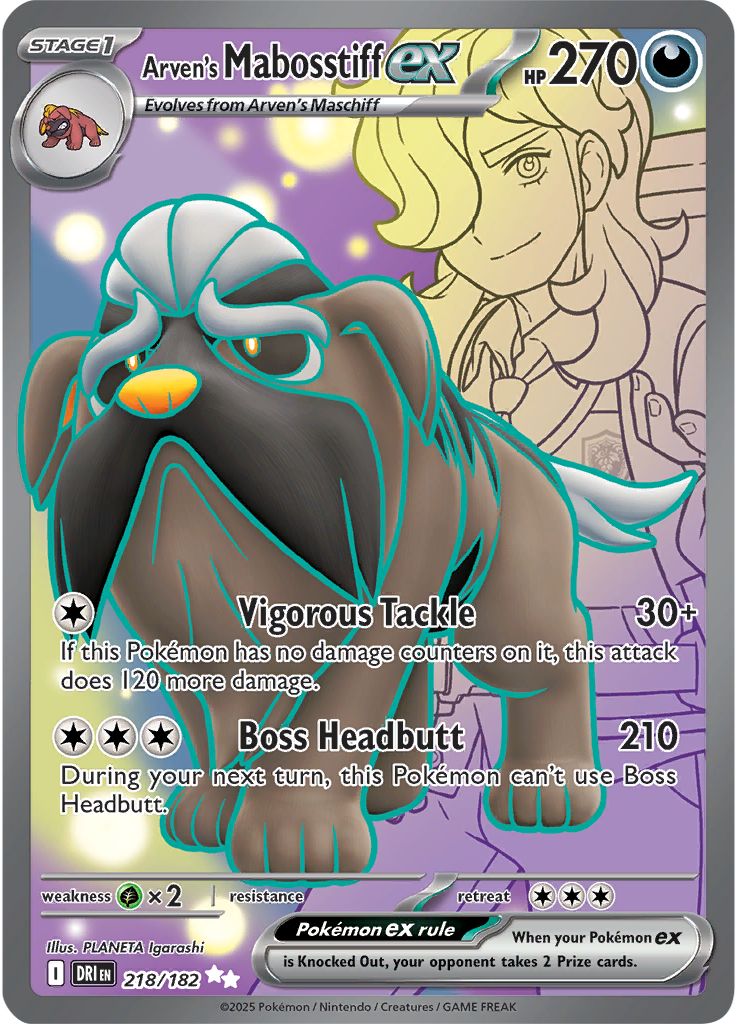 STAGE1
Arven's Mabosstiff ex
HP 270
Evolves from Arven's Maschiff
Vigorous Tackle 30+
If this Pokémon has no damage counters on it, this attack
does 120 more damage.
Boss Headbutt 210
During your next turn, this Pokémon can't use Boss
Headbutt.
weakness ×2 resistance retreat
Illus. PLANETA Igarashi
Pokémon ex rule
When your Pokémon ex
is Knocked Out, your opponent takes 2 Prize cards.
I DRI EN 218/182
©2025 Pokémon / Nintendo / Creatures / GAME FREAK